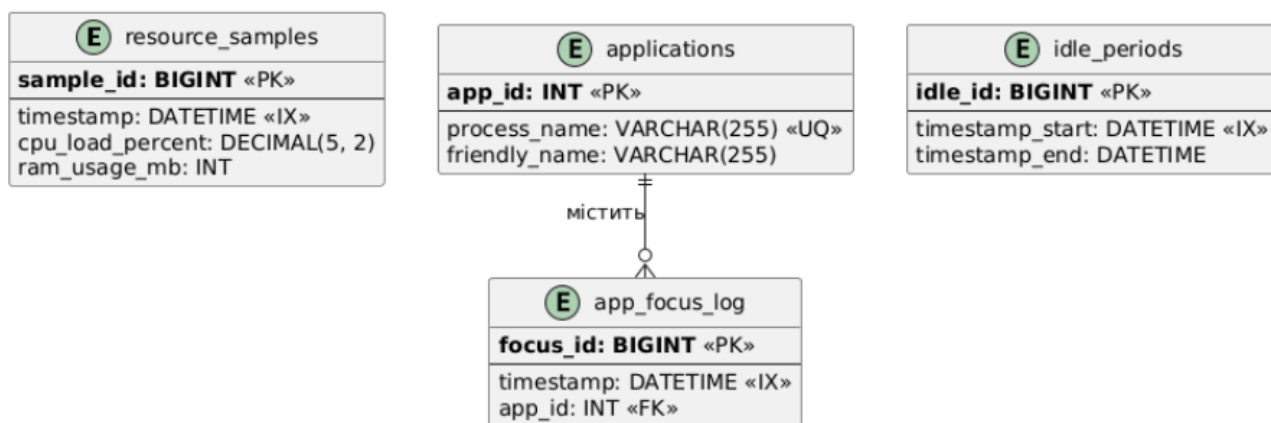 E resource_samples
sample_id: BIGINT «PK»
timestamp: DATETIME «IX»
cpu_load_percent: DECIMAL(5, 2)
ram_usage_mb: INT
E applications
app_id: INT «PK»
process_name: VARCHAR(255) «UQ»
friendly_name: VARCHAR(255)
E idle_periods
idle_id: BIGINT «PK»
timestamp_start: DATETIME «IX»
timestamp_end: DATETIME
містить
E app_focus_log
focus_id: BIGINT «PK»
timestamp: DATETIME «IX»
app_id: INT «FK»